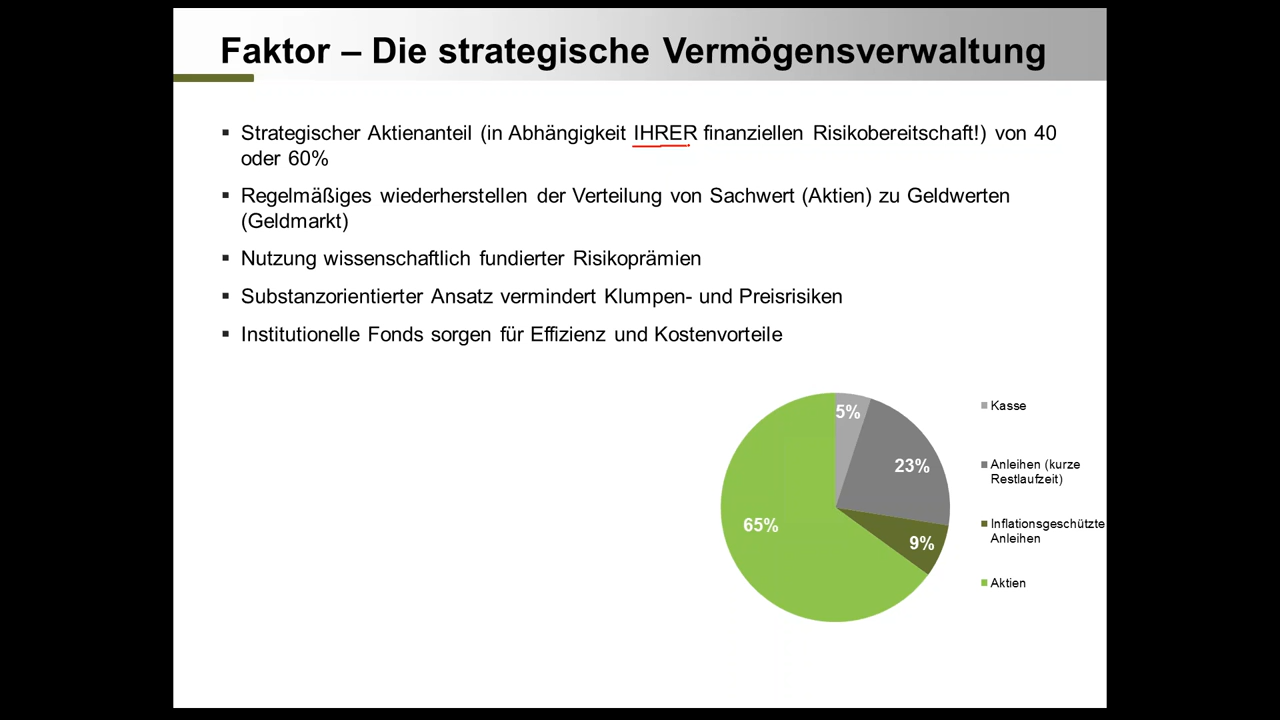 Faktor – Die strategische Vermögensverwaltung
▪ Strategischer Aktienanteil (in Abhängigkeit IHRER finanziellen Risikobereitschaft!) von 40
oder 60%
▪ Regelmäßiges wiederherstellen der Verteilung von Sachwert (Aktien) zu Geldwerten
(Geldmarkt)
▪ Nutzung wissenschaftlich fundierter Risikoprämien
▪ Substanzorientierter Ansatz vermindert Klumpen- und Preisrisiken
▪ Institutionelle Fonds sorgen für Effizienz und Kostenvorteile
5%
23%
9%
65%
Kasse
Anleihen (kurze
Restlaufzeit)
Inflationsgeschützte
Anleihen
Aktien